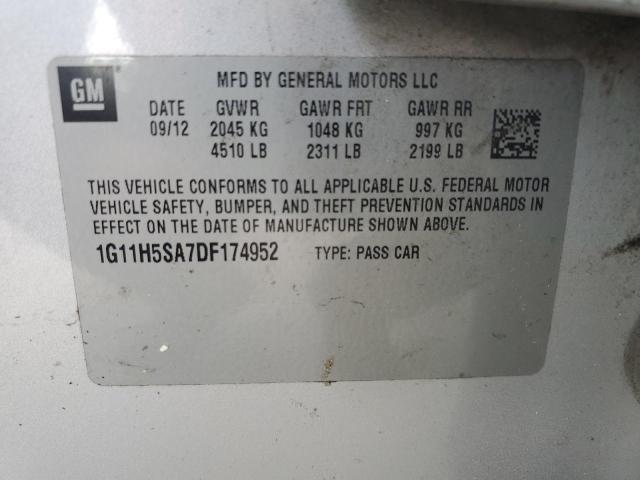 GM
MFD BY GENERAL MOTORS LLC
DATE GVWR GAWR FRT GAWR RR
09/12 2045 KG 1048 KG 997 KG
4510 LB 2311 LB 2199 LB
THIS VEHICLE CONFORMS TO ALL APPLICABLE U.S. FEDERAL MOTOR
VEHICLE SAFETY, BUMPER, AND THEFT PREVENTION STANDARDS IN
EFFECT ON THE DATE OF MANUFACTURE SHOWN ABOVE.
1G11H5SA7DF174952 TYPE: PASS CAR